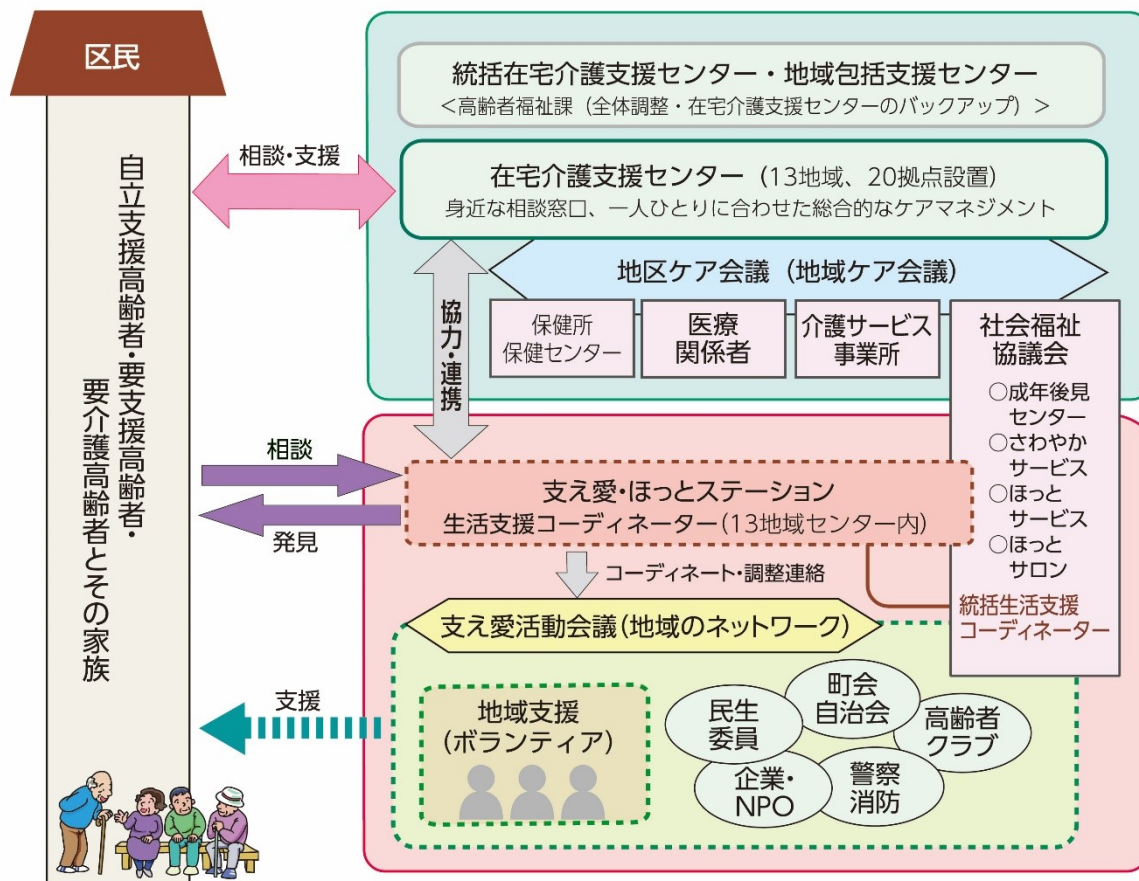 区民
自立支援高齢者・要支援高齢者・
要介護高齢者とその家族
統括在宅介護支援センター・地域包括支援センター
<高齢者福祉課（全体調整・在宅介護支援センターのバックアップ）>
相談・支援
在宅介護支援センター（13地域、20拠点設置）
身近な相談窓口、一人ひとりに合わせた総合的なケアマネジメント
地区ケア会議（地域ケア会議）
協力・連携
保健所
保健センター
医療
関係者
介護サービス
事業所
社会福祉
協議会
○成年後見
センター
○さわやか
サービス
○ほっと
サービス
○ほっと
サロン
統括生活支援
コーディネーター
相談
発見
支え愛・ほっとステーション
生活支援コーディネーター（13地域センター内）
コーディネート・調整連絡
支え愛活動会議（地域のネットワーク）
支援
地域支援
（ボランティア）
民生
委員
町会
自治会
高齢者
クラブ
企業・
NPO
警察
消防